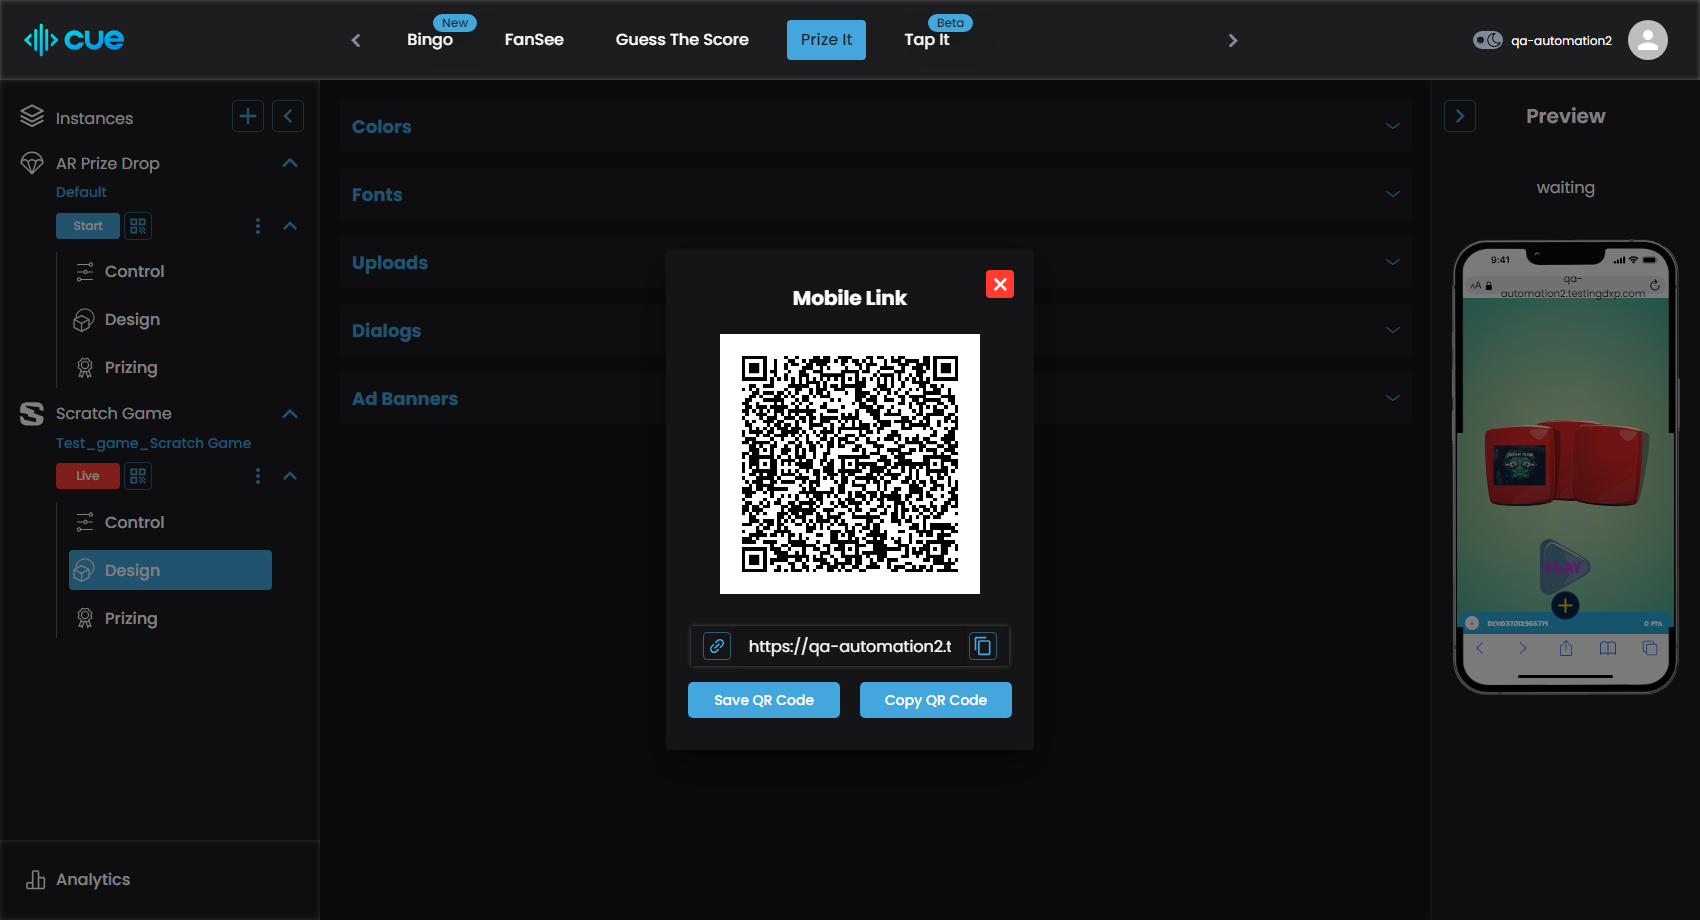 cue
Bingo
New
FanSee
Guess The Score
Prize It
Tap It
Beta
qa-automation2
Instances
AR Prize Drop
Default
Start
Control
Design
Prizing
Scratch Game
Test_game_Scratch Game
Live
Control
Design
Prizing
Analytics
Colors
Fonts
Uploads
Dialogs
Ad Banners
Mobile Link
https://qa-automation2.t
Save QR Code
Copy QR Code
Preview
waiting
9:41
AA
qa-
automation2.testingdxp.com
PLAY
0 PTS.